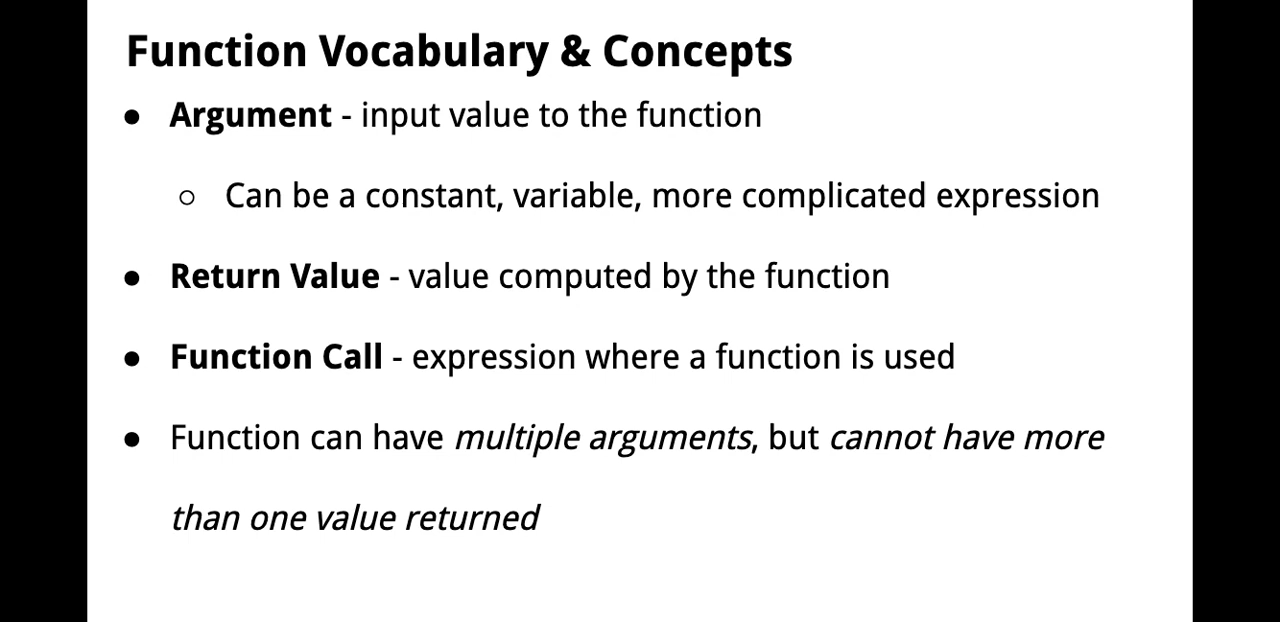 Function Vocabulary & Concepts
● Argument - input value to the function
○ Can be a constant, variable, more complicated expression
● Return Value - value computed by the function
● Function Call - expression where a function is used
● Function can have multiple arguments, but cannot have more
than one value returned